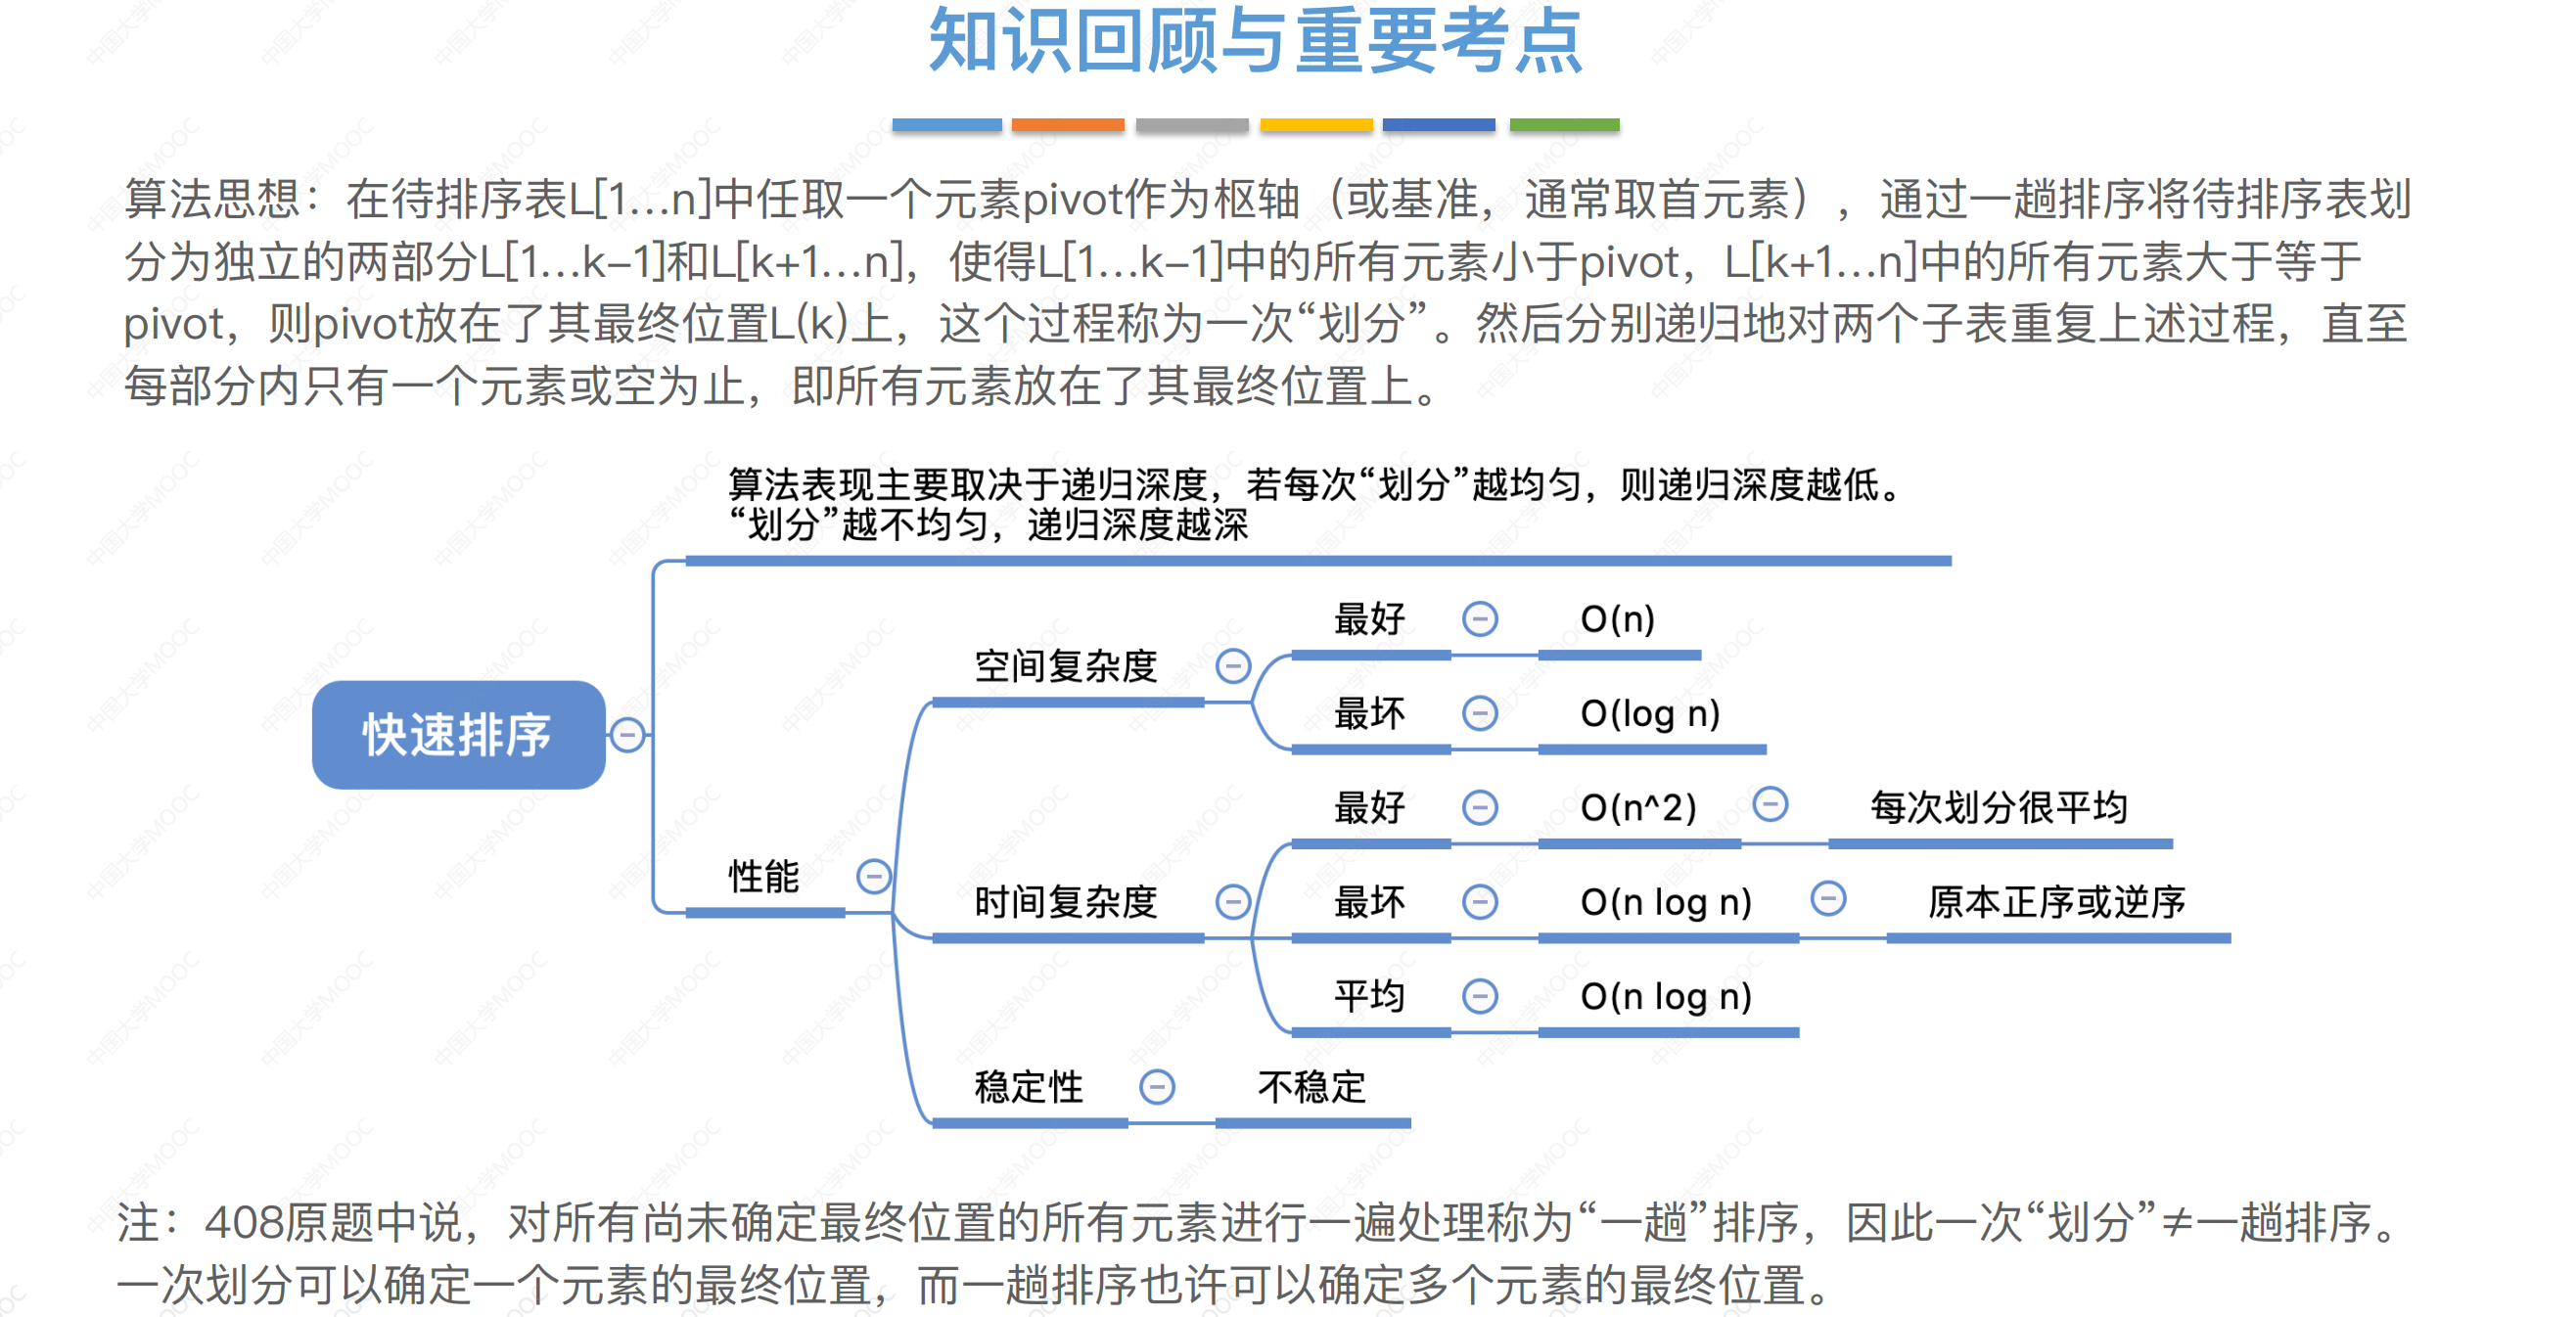 知识回顾与重要考点
算法思想：在待排序表L[1…n]中任取一个元素pivot作为枢轴（或基准，通常取首元素），通过一趟排序将待排序表划
分为独立的两部分L[1…k-1]和L[k+1…n]，使得L[1…k-1]中的所有元素小于pivot，L[k+1…n]中的所有元素大于等于
pivot，则pivot放在了其最终位置L(k)上，这个过程称为一次“划分”。然后分别递归地对两个子表重复上述过程，直至
每部分内只有一个元素或空为止，即所有元素放在了其最终位置上。
算法表现主要取决于递归深度，若每次“划分”越均匀，则递归深度越低。
“划分”越不均匀，递归深度越深
快速排序
性能
空间复杂度
最好
O(n)
最坏
O(log n)
时间复杂度
最好
O(n^2)
每次划分很平均
最坏
O(n log n)
原本正序或逆序
平均
O(n log n)
稳定性
不稳定
注：408原题中说，对所有尚未确定最终位置的所有元素进行一遍处理称为“一趟”排序，因此一次“划分”≠一趟排序。
一次划分可以确定一个元素的最终位置，而一趟排序也许可以确定多个元素的最终位置。
中国大学MOOC